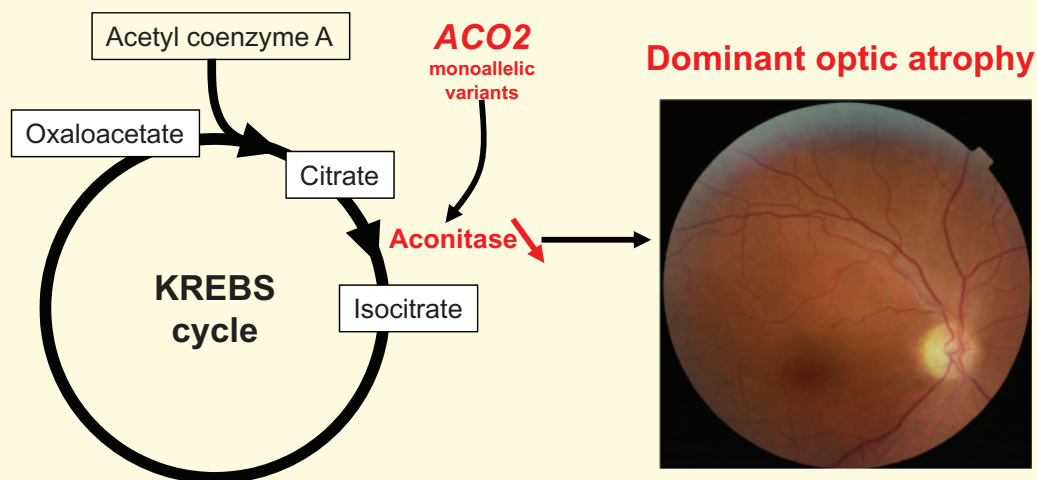 Acetyl coenzyme A
ACO2
monoallelic
variants
Dominant optic atrophy
Oxaloacetate
Citrate
Aconitase
KREBS
cycle
Isocitrate